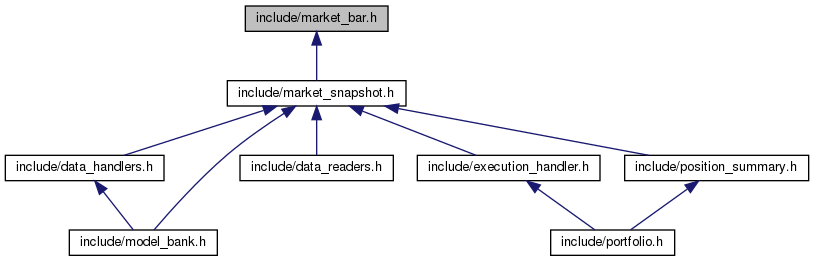 include/market_bar.h
include/market_snapshot.h
include/data_handlers.h
include/data_readers.h
include/execution_handler.h
include/position_summary.h
include/model_bank.h
include/portfolio.h